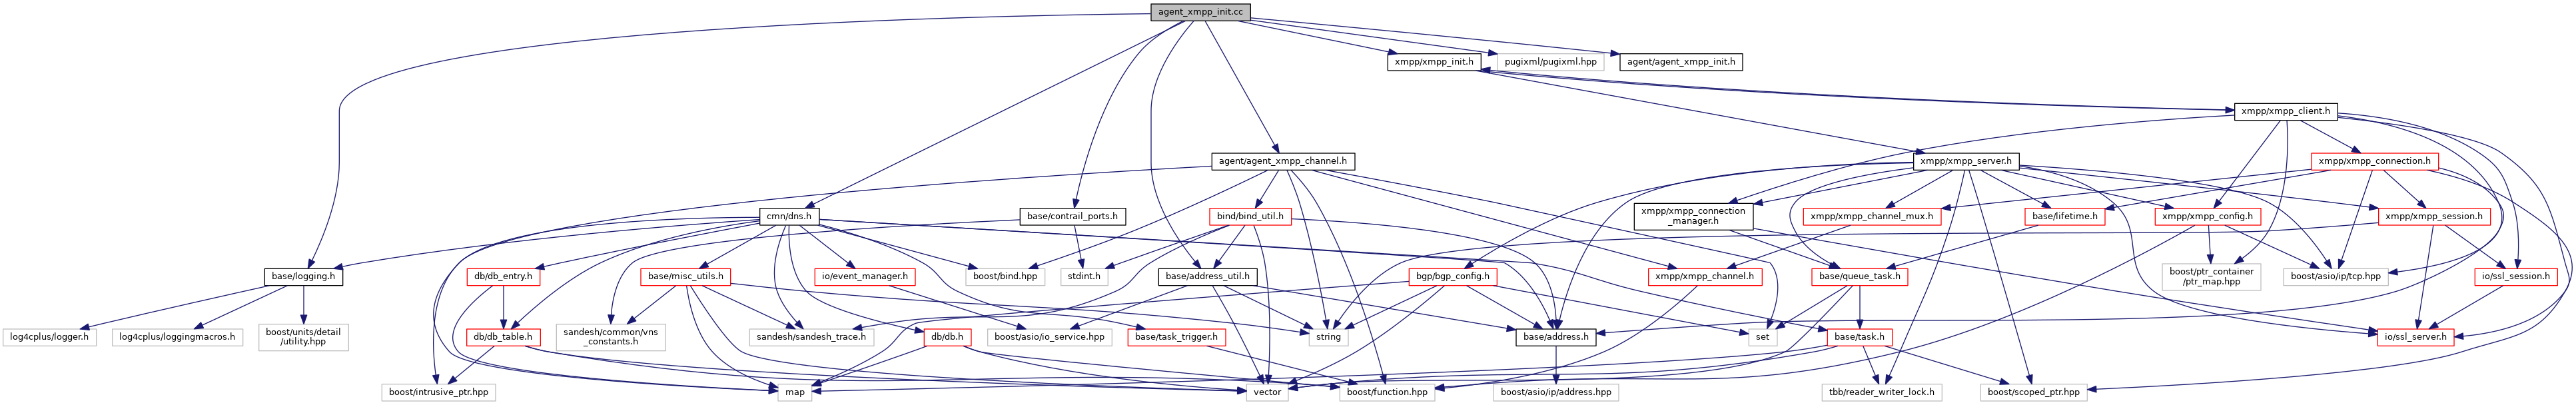 agent_xmpp_init.cc
xmpp/xmpp_init.h
pugixml/pugixml.hpp
agent/agent_xmpp_init.h
xmpp/xmpp_client.h
agent/agent_xmpp_channel.h
xmpp/xmpp_server.h
xmpp/xmpp_connection.h
cmn/dns.h
base/contrail_ports.h
bind/bind_util.h
xmpp/xmpp_connection
_manager.h
xmpp/xmpp_channel_mux.h
base/lifetime.h
xmpp/xmpp_config.h
xmpp/xmpp_session.h
base/logging.h
db/db_entry.h
base/misc_utils.h
io/event_manager.h
boost/bind.hpp
stdint.h
base/address_util.h
bgp/bgp_config.h
xmpp/xmpp_channel.h
base/queue_task.h
boost/ptr_container
/ptr_map.hpp
boost/asio/ip/tcp.hpp
io/ssl_session.h
log4cplus/logger.h
log4cplus/loggingmacros.h
boost/units/detail
/utility.hpp
db/db_table.h
sandesh/common/vns
_constants.h
sandesh/sandesh_trace.h
db/db.h
boost/asio/io_service.hpp
base/task_trigger.h
string
base/address.h
set
base/task.h
io/ssl_server.h
boost/intrusive_ptr.hpp
map
vector
boost/function.hpp
boost/asio/ip/address.hpp
tbb/reader_writer_lock.h
boost/scoped_ptr.hpp